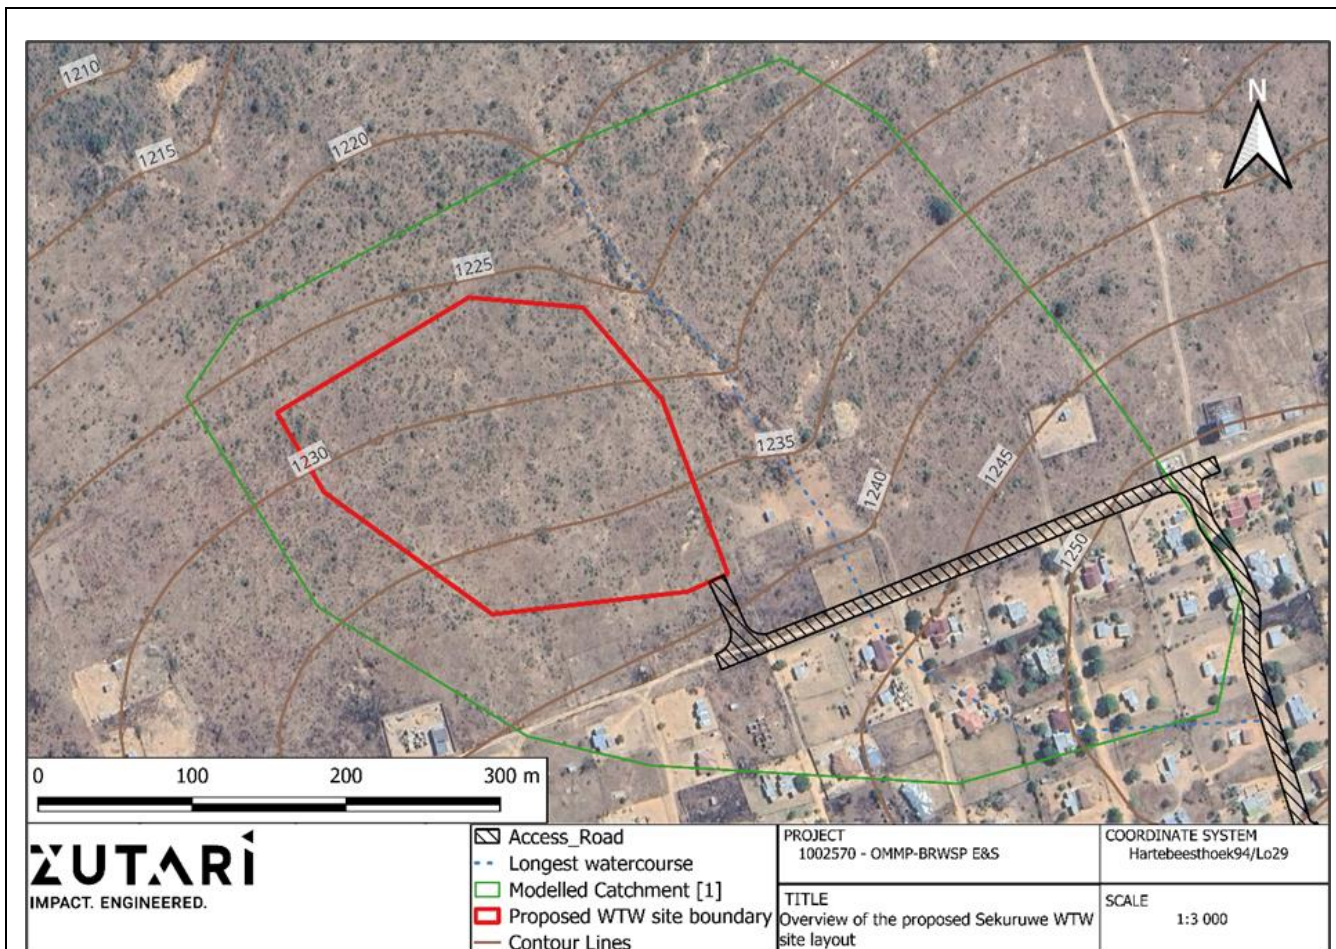 1210
1215
1220
N
1225
1230
1235
1240
1245
1250
0 100 200 300 m
ZUTARI
IMPACT. ENGINEERED.
Access_Road
Longest watercourse
Modelled Catchment [1]
Proposed WTW site boundary
Contour Lines
PROJECT
1002570 - OMMP-BRWSP E&S
TITLE
Overview of the proposed Sekuruwe WTW
site layout
COORDINATE SYSTEM
Hartebeesthoek94/Lo29
SCALE
1:3 000